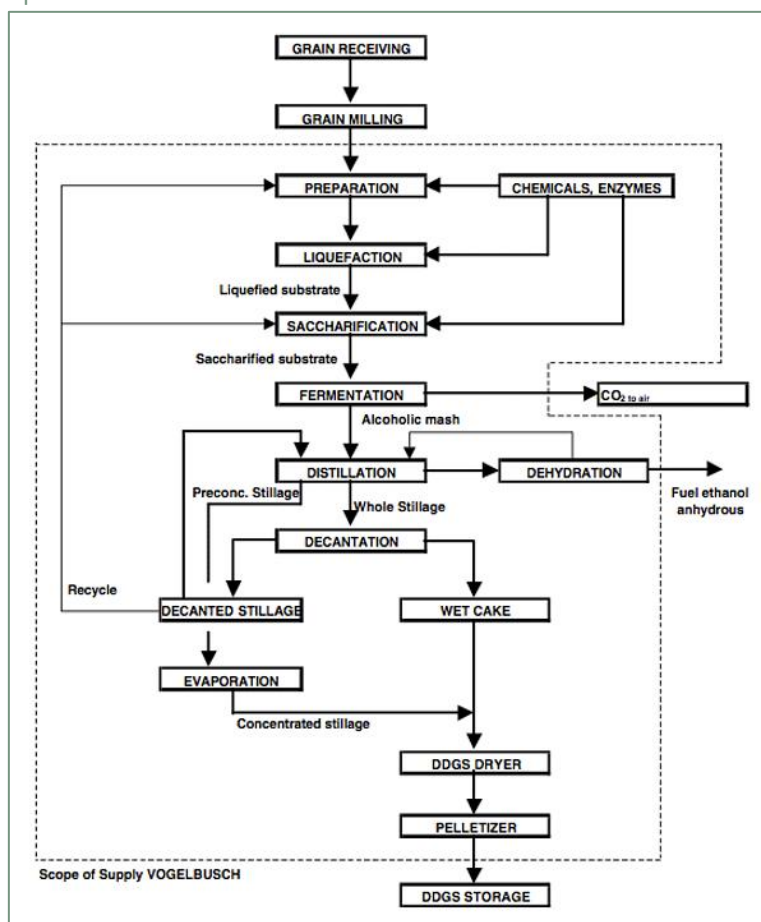 GRAIN RECEIVING
GRAIN MILLING
PREPARATION
CHEMICALS, ENZYMES
LIQUEFACTION
Liquefied substrate
SACCHARIFICATION
Saccharified substrate
FERMENTATION
CO2 to air
Alcoholic mash
DISTILLATION
DEHYDRATION
Preconc. Stillage
Whole Stillage
Fuel ethanol
anhydrous
DECANTATION
Recycle
DECANTED STILLAGE
WET CAKE
EVAPORATION
Concentrated stillage
DDGS DRYER
PELLETIZER
Scope of Supply VOGELBUSCH
DDGS STORAGE